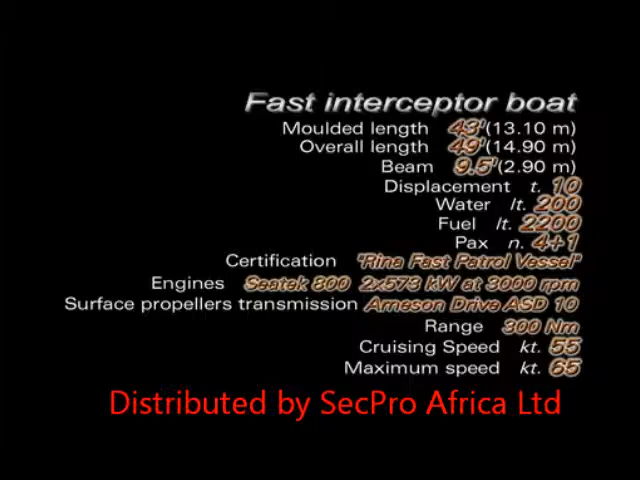 Fast interceptor boat
Moulded length 43'(13.10 m)
Overall length 49'(14.90 m)
Beam 9.5'(2.90 m)
Displacement t. 10
Water lt. 200
Fuel lt. 2200
Pax n. 4+1
Certification "Rina Fast Patrol Vessel"
Engines Seatek 800 2x573 kW at 3000 rpm
Surface propellers transmission Arneson Drive ASD 10
Range 300 Nm
Cruising Speed kt. 55
Maximum speed kt. 65
Distributed by SecPro Africa Ltd